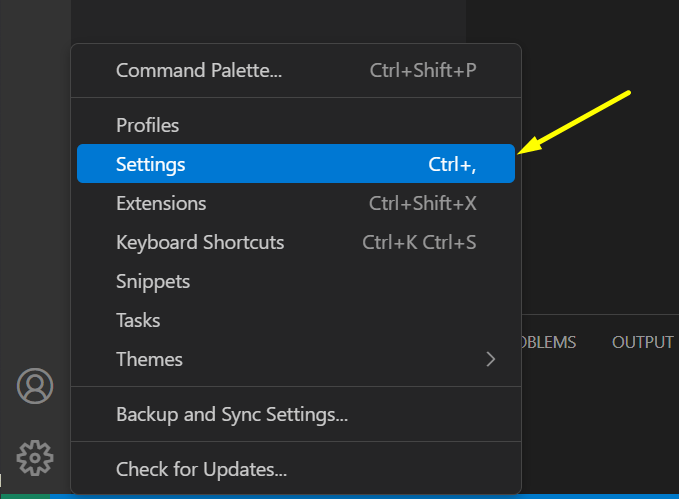 Command Palette... Ctrl+Shift+P
Profiles
Settings Ctrl+,
Extensions Ctrl+Shift+X
Keyboard Shortcuts Ctrl+K Ctrl+S
Snippets
Tasks
Themes
OBLEMS OUTPUT
Backup and Sync Settings...
Check for Updates...